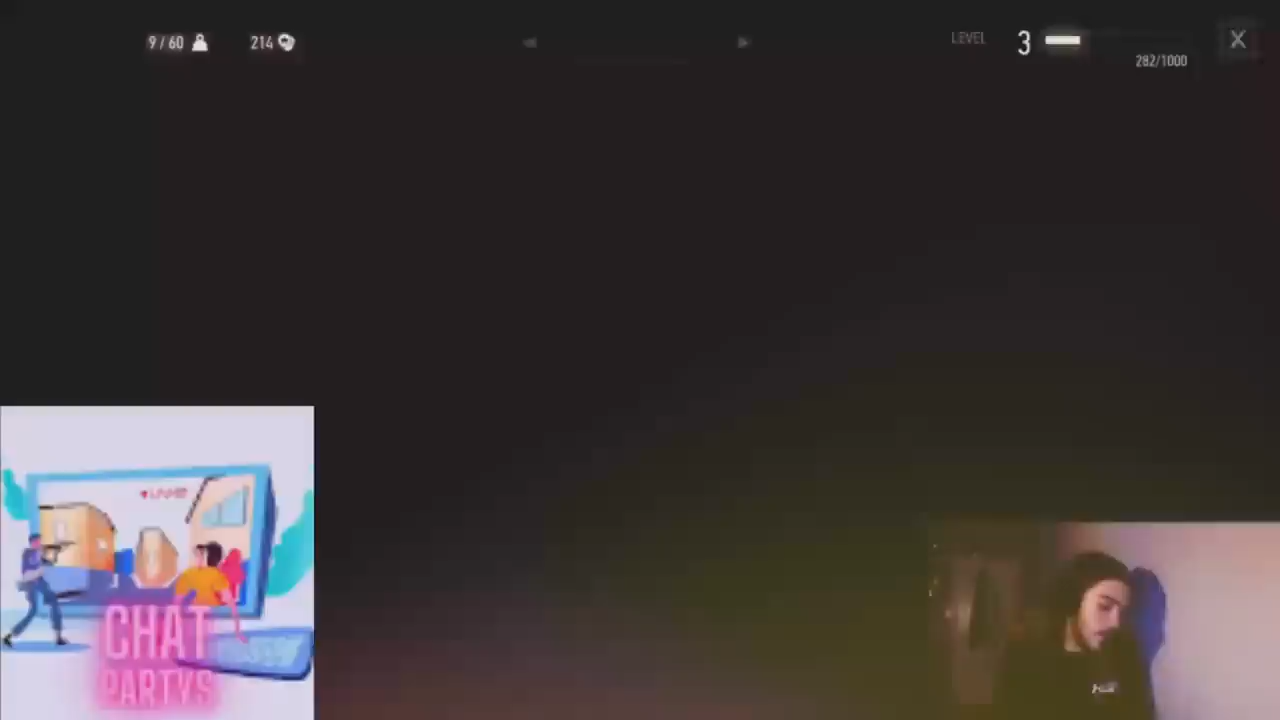 9 / 60
214
LEVEL 3
282/1000
X
CHAT
PARTYS